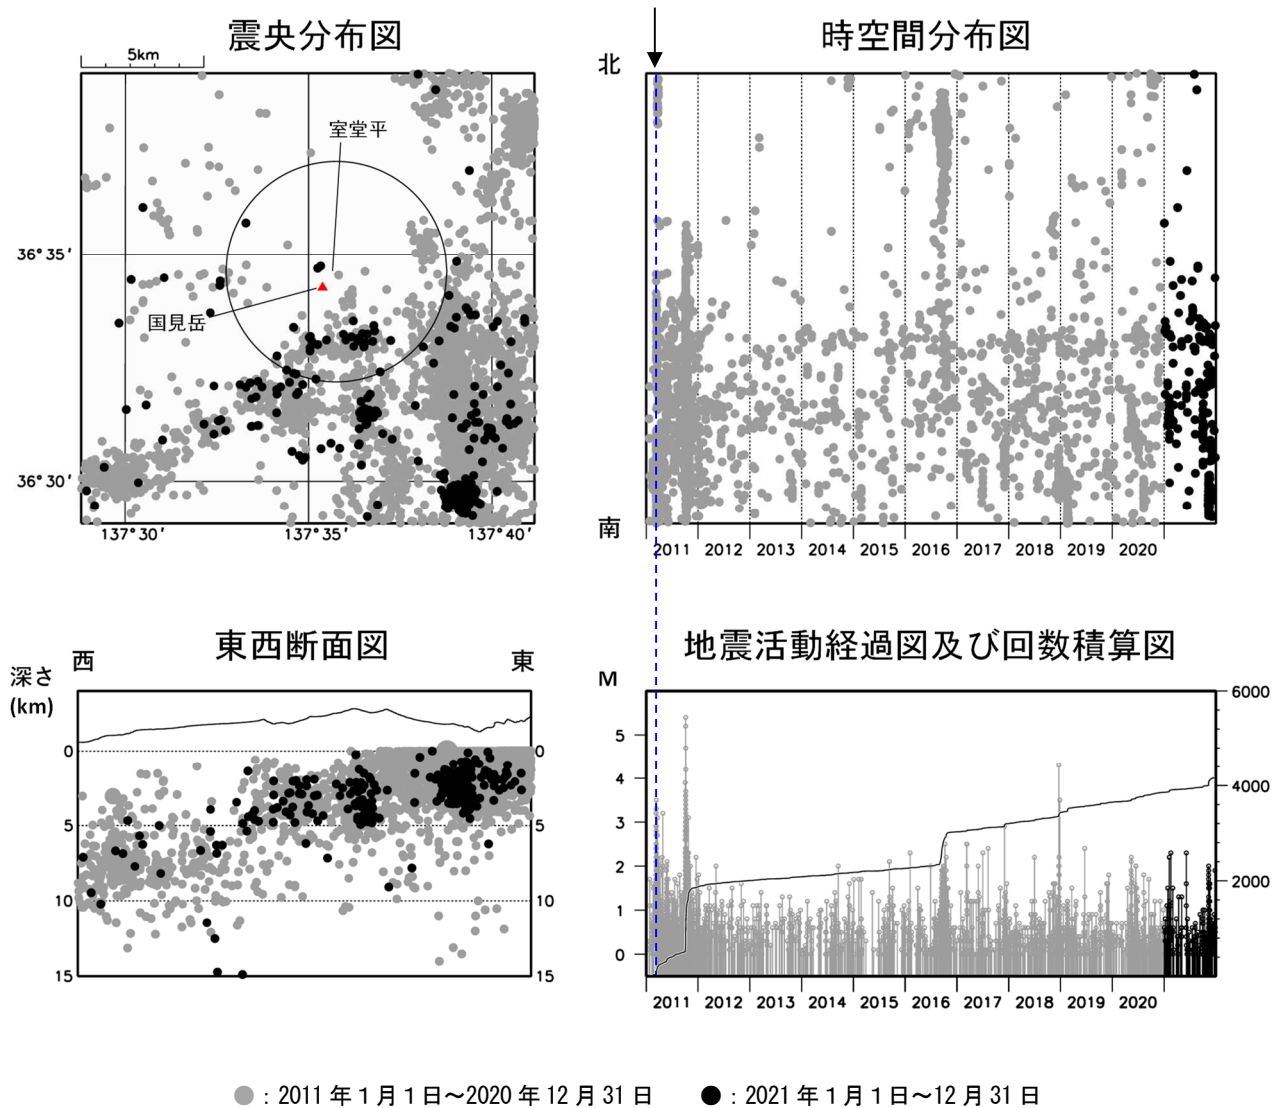 震央分布図
5km
室堂平
国見岳
36°35′
36°30′
137°30′
137°35′
137°40′
時空間分布図
北
南
2011 2012 2013 2014 2015 2016 2017 2018 2019 2020
東西断面図
西
東
深さ
(km)
0 0
5 5
10 10
15 15
地震活動経過図及び回数積算図
M
6000
5
4 4000
3
2 2000
1
0
2011 2012 2013 2014 2015 2016 2017 2018 2019 2020
：2011年１月１日～2020年12月31日
：2021年１月１日～12月31日